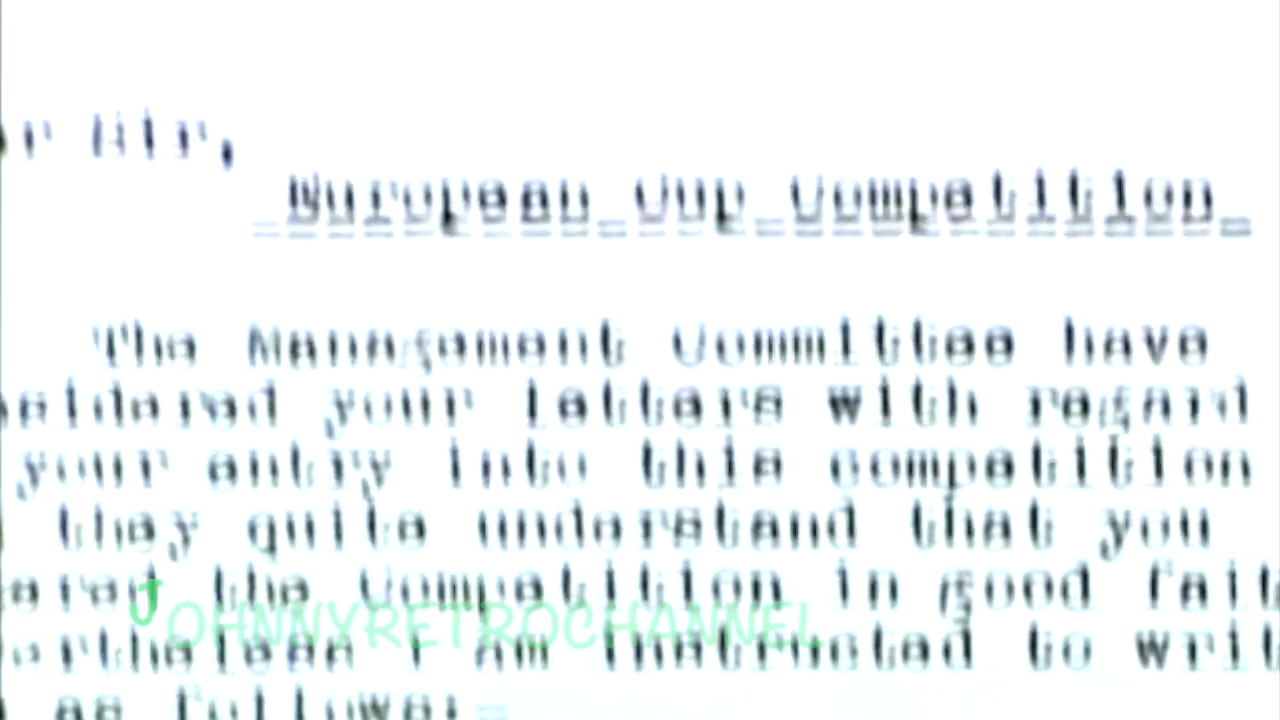 r Sir,
European Cup Competition
The Management Committee have
sidered your letters with regard
your entry into this competition
they quite understand that you
ered the Competition in good fait
ertheless I am instructed to writ
as follows:-
JOHNNYRETROCHANNEL